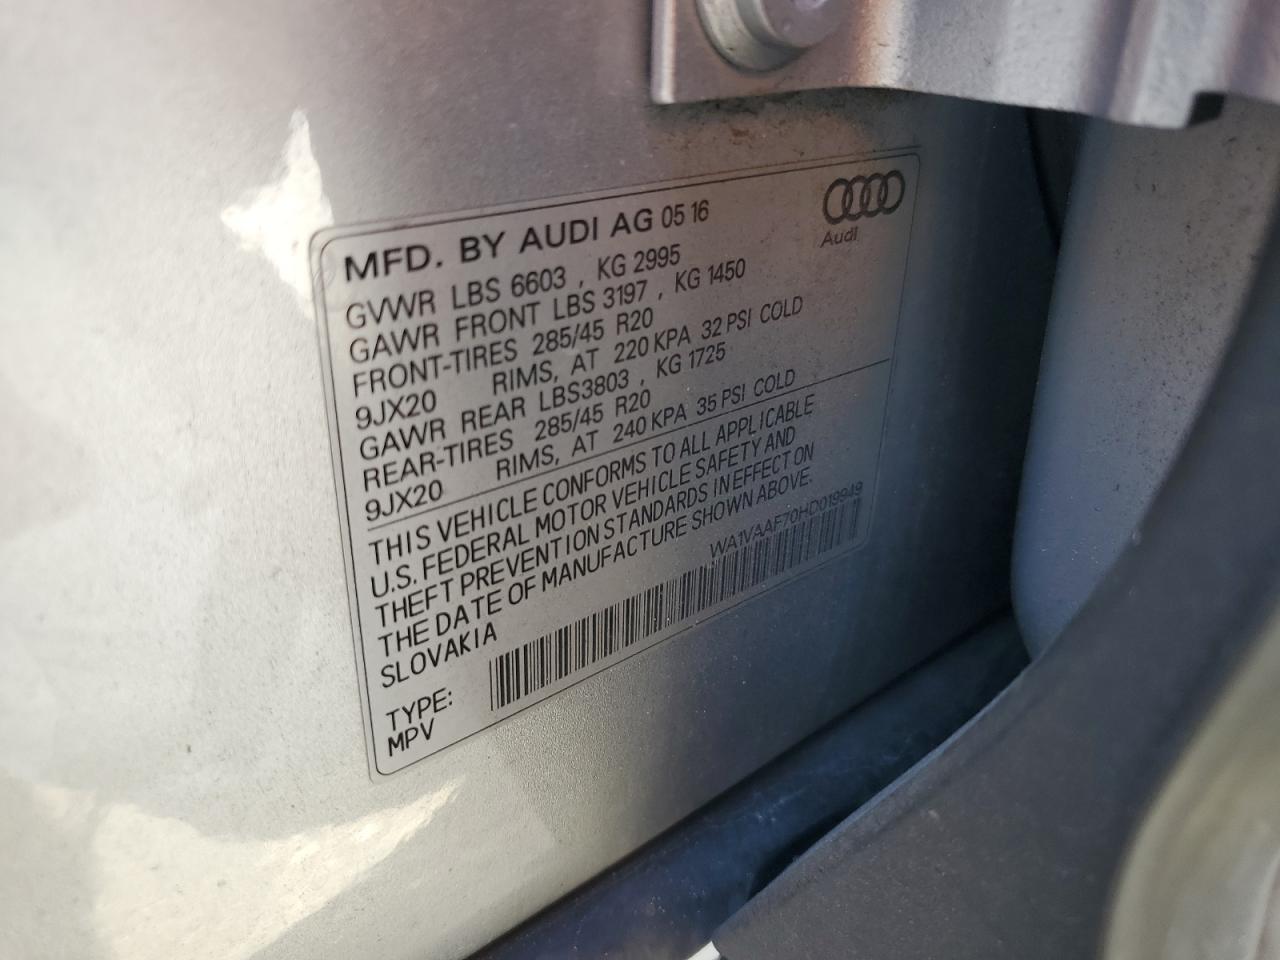 MFD. BY AUDI AG 05 16
Audi
GVWR LBS 6603 , KG 2995
GAWR FRONT LBS 3197 , KG 1450
FRONT-TIRES 285/45 R20
9JX20 RIMS, AT 220 KPA 32 PSI COLD
GAWR REAR LBS3803 , KG 1725
REAR-TIRES 285/45 R20
9JX20 RIMS, AT 240 KPA 35 PSI COLD
THIS VEHICLE CONFORMS TO ALL APPLICABLE
U.S. FEDERAL MOTOR VEHICLE SAFETY AND
THEFT PREVENTION STANDARDS IN EFFECT ON
THE DATE OF MANUFACTURE SHOWN ABOVE.
SLOVAKIA
WA1VAAF70HD019949
TYPE:
MPV